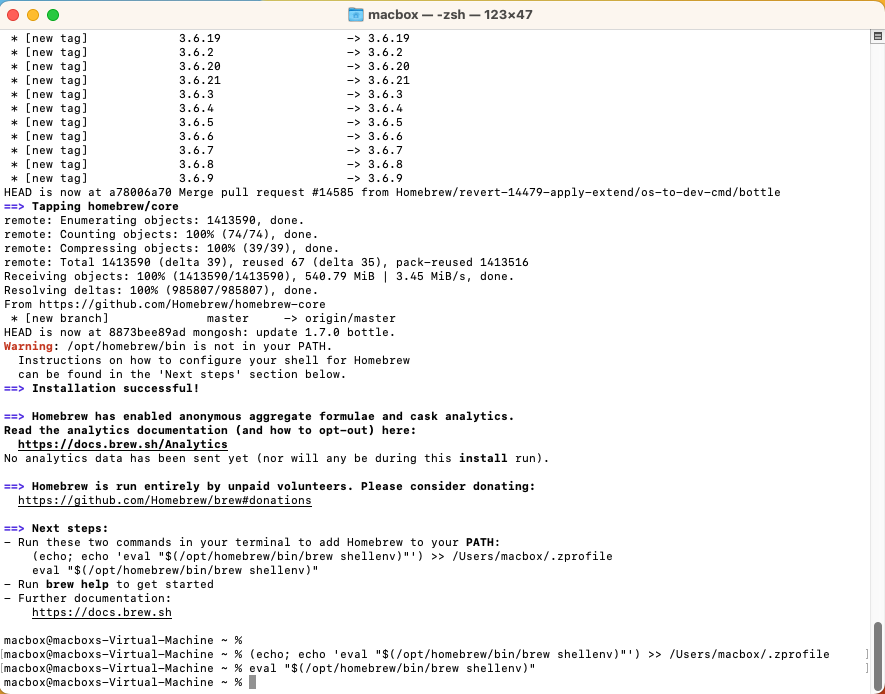 macbox — -zsh — 123×47
 * [new tag]             3.6.19                  -> 3.6.19
 * [new tag]             3.6.2                   -> 3.6.2
 * [new tag]             3.6.20                  -> 3.6.20
 * [new tag]             3.6.21                  -> 3.6.21
 * [new tag]             3.6.3                   -> 3.6.3
 * [new tag]             3.6.4                   -> 3.6.4
 * [new tag]             3.6.5                   -> 3.6.5
 * [new tag]             3.6.6                   -> 3.6.6
 * [new tag]             3.6.7                   -> 3.6.7
 * [new tag]             3.6.8                   -> 3.6.8
 * [new tag]             3.6.9                   -> 3.6.9
HEAD is now at a78006a70 Merge pull request #14585 from Homebrew/revert-14479-apply-extend/os-to-dev-cmd/bottle
==> Tapping homebrew/core
remote: Enumerating objects: 1413590, done.
remote: Counting objects: 100% (74/74), done.
remote: Compressing objects: 100% (39/39), done.
remote: Total 1413590 (delta 39), reused 67 (delta 35), pack-reused 1413516
Receiving objects: 100% (1413590/1413590), 540.79 MiB | 3.45 MiB/s, done.
Resolving deltas: 100% (985807/985807), done.
From https://github.com/Homebrew/homebrew-core
 * [new branch]              master     -> origin/master
HEAD is now at 8873bee89ad mongosh: update 1.7.0 bottle.
Warning: /opt/homebrew/bin is not in your PATH.
  Instructions on how to configure your shell for Homebrew
  can be found in the 'Next steps' section below.
==> Installation successful!

==> Homebrew has enabled anonymous aggregate formulae and cask analytics.
Read the analytics documentation (and how to opt-out) here:
  https://docs.brew.sh/Analytics
No analytics data has been sent yet (nor will any be during this install run).

==> Homebrew is run entirely by unpaid volunteers. Please consider donating:
  https://github.com/Homebrew/brew#donations

==> Next steps:
- Run these two commands in your terminal to add Homebrew to your PATH:
    (echo; echo 'eval "$(/opt/homebrew/bin/brew shellenv)"') >> /Users/macbox/.zprofile
    eval "$(/opt/homebrew/bin/brew shellenv)"
- Run brew help to get started
- Further documentation:
    https://docs.brew.sh

macbox@macboxs-Virtual-Machine ~ %
[macbox@macboxs-Virtual-Machine ~ % (echo; echo 'eval "$(/opt/homebrew/bin/brew shellenv)"') >> /Users/macbox/.zprofile     ]
[macbox@macboxs-Virtual-Machine ~ % eval "$(/opt/homebrew/bin/brew shellenv)"                                               ]
macbox@macboxs-Virtual-Machine ~ %